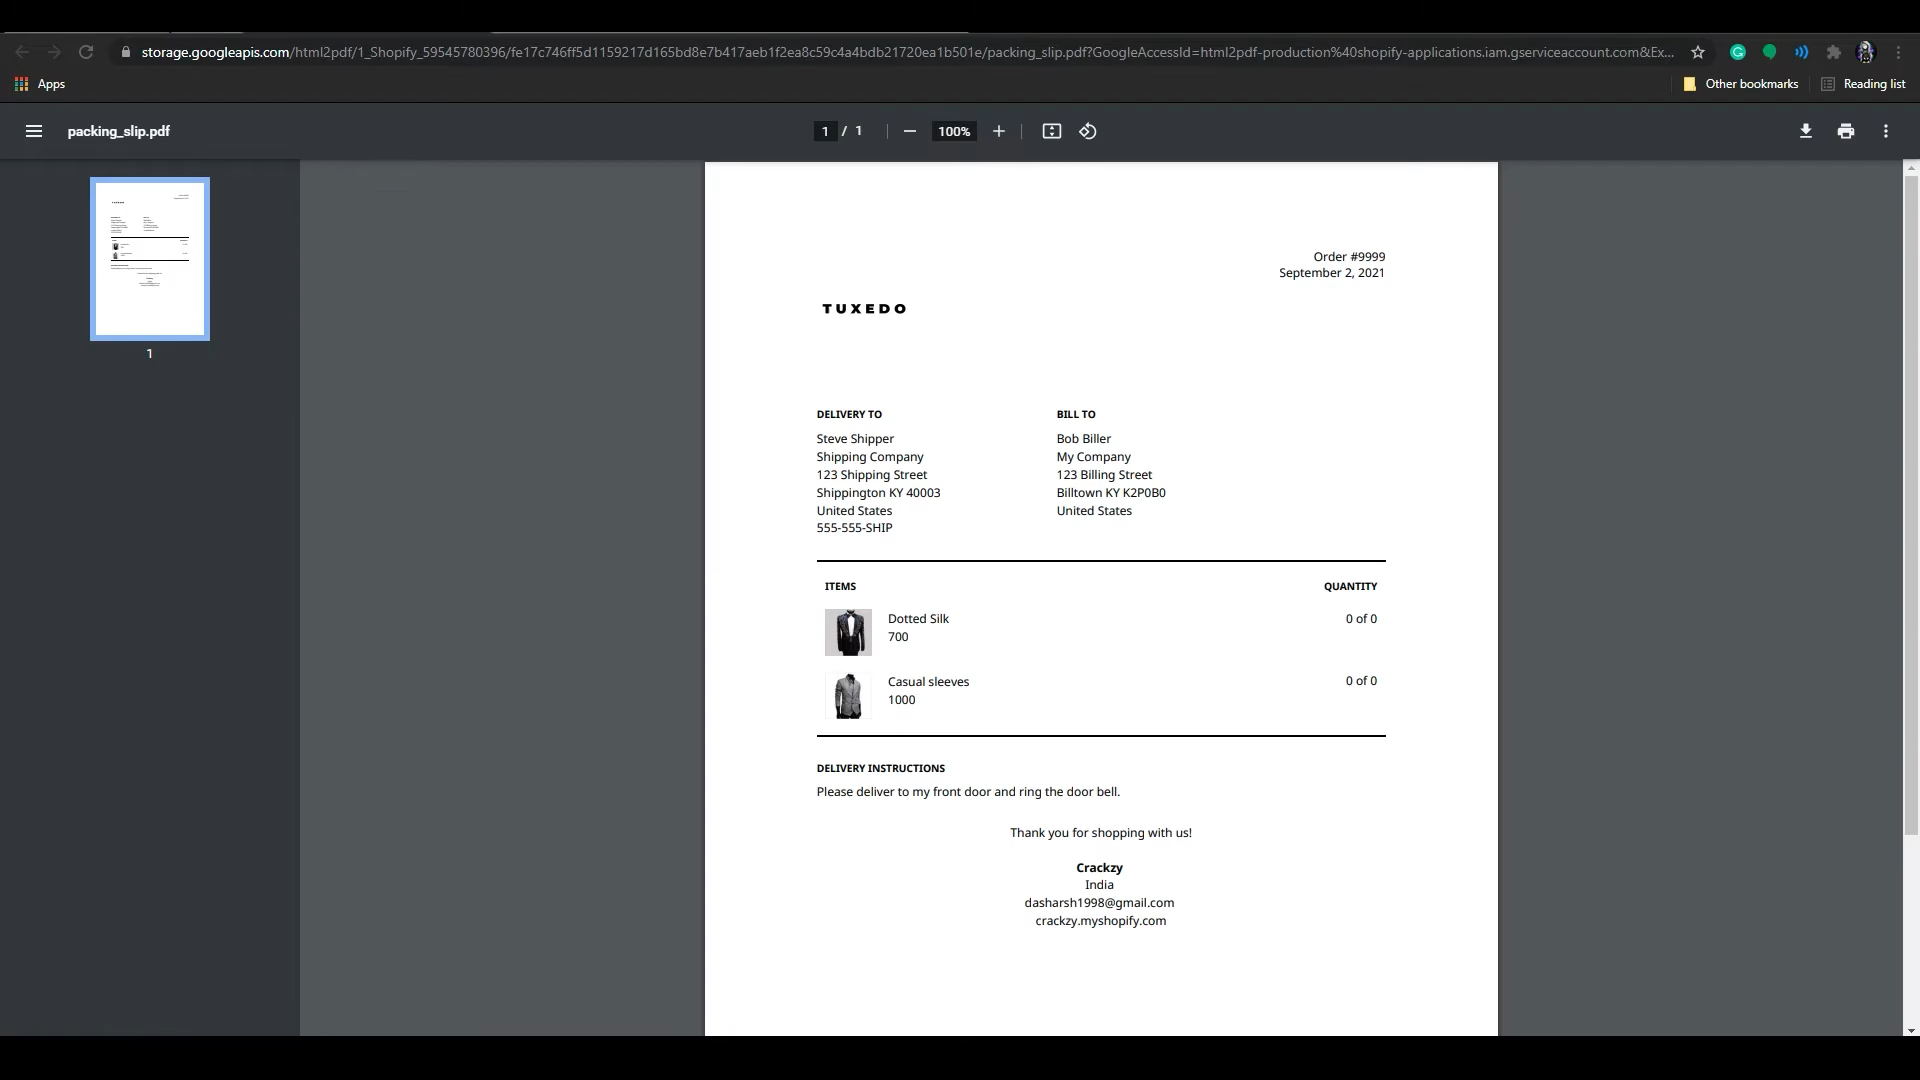 storage.googleapis.com/html2pdf/1_Shopify_59545780396/fe17c746ff5d1159217d165bd8e7b417aeb1f2ea8c59c4a4bdb21720ea1b501e/packing_slip.pdf?GoogleAccessId=html2pdf-production%40shopify-applications.iam.gserviceaccount.com&Ex...
Apps
Other bookmarks
Reading list
packing_slip.pdf
1 / 1
100%
1
Order #9999
September 2, 2021
TUXEDO
DELIVERY TO
Steve Shipper
Shipping Company
123 Shipping Street
Shippington KY 40003
United States
555-555-SHIP
BILL TO
Bob Biller
My Company
123 Billing Street
Billtown KY K2P0B0
United States
ITEMS QUANTITY
Dotted Silk 0 of 0
700
Casual sleeves 0 of 0
1000
DELIVERY INSTRUCTIONS
Please deliver to my front door and ring the door bell.
Thank you for shopping with us!
Crackzy
India
dasharsh1998@gmail.com
crackzy.myshopify.com